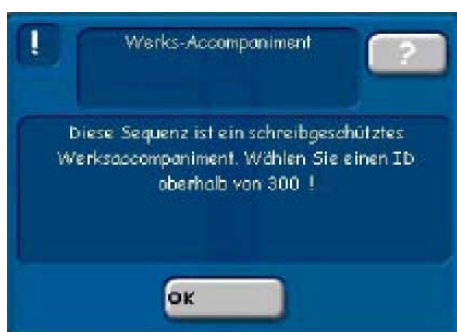 !
Werks-Accompaniment
?
Diese Sequenz ist ein schreibgeschütztes
Werksaccompaniment. Wählen Sie einen ID
oberhalb von 300 !
OK